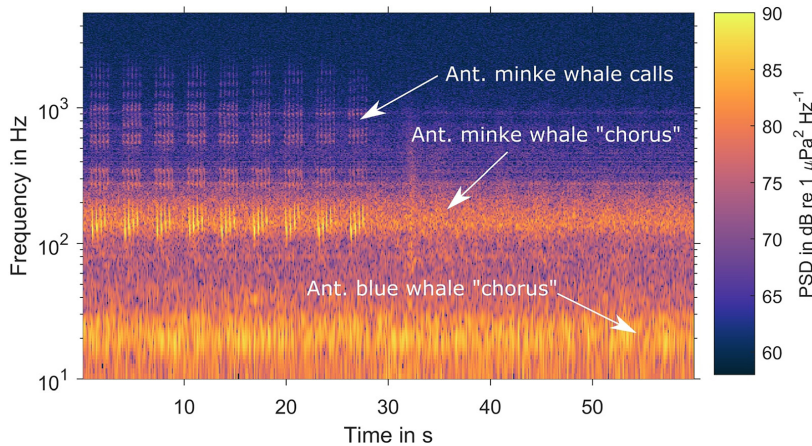 Ant. minke whale calls
Ant. minke whale "chorus"
Ant. blue whale "chorus"
Frequency in Hz
10³
10²
10¹
10 20 30 40 50
Time in s
90
85
80
75
70
65
60
PSD in dB re 1 μPa² Hz⁻¹